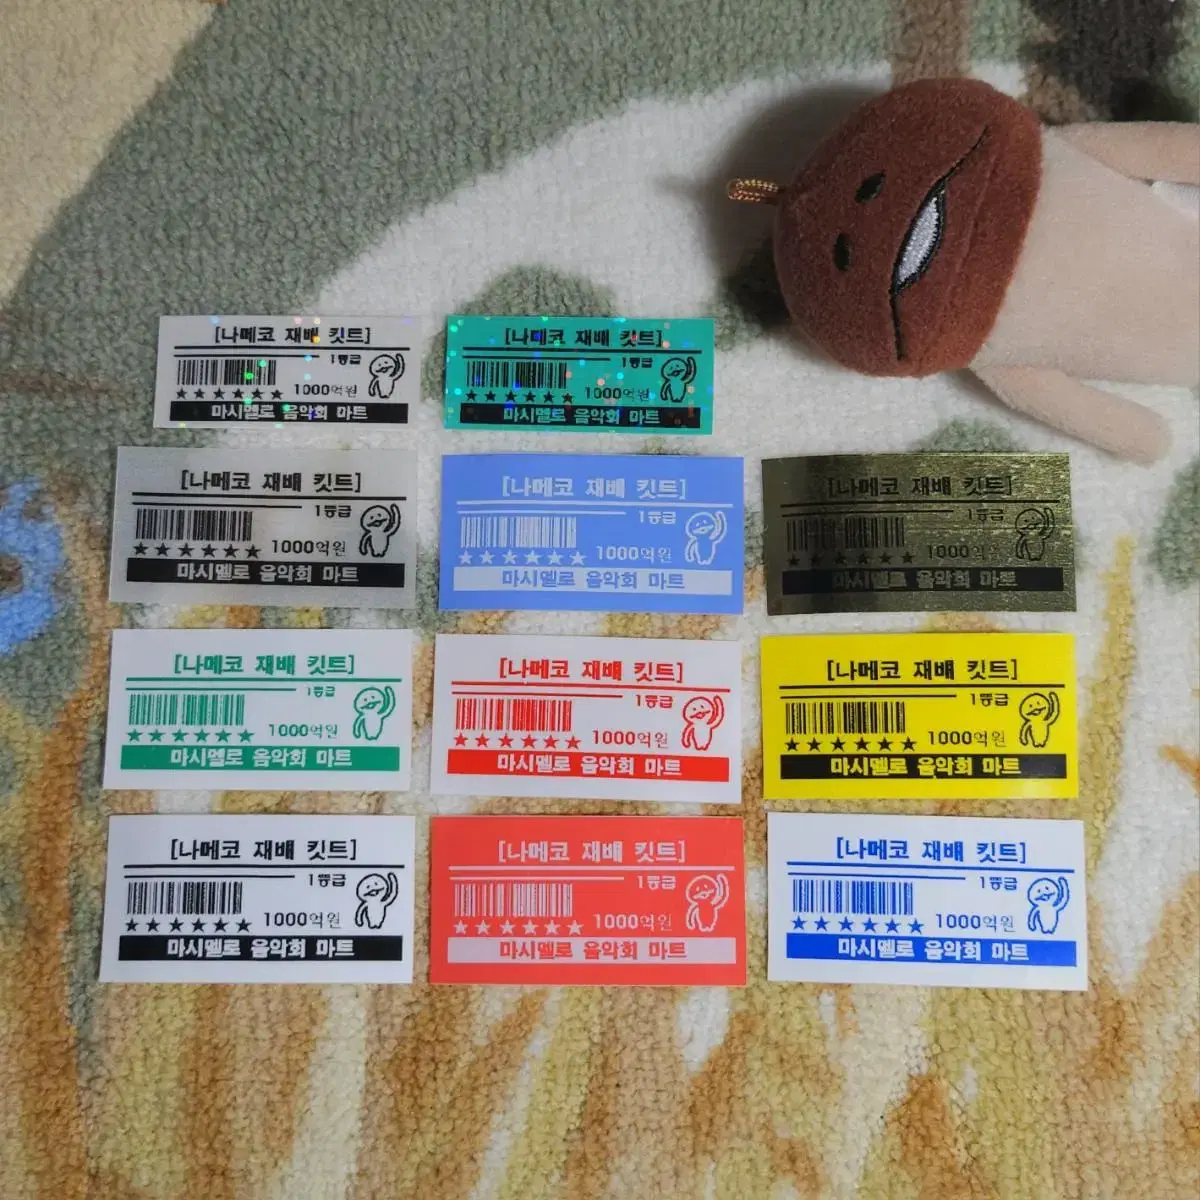 [나메코 재배 킷트]
1등급
★★★★★★ 1000억원
마시멜로 음악회 마트
[나메코 재배 킷트]
1등급
★★★★★★ 1000억원
마시멜로 음악회 마트
[나메코 재배 킷트]
1등급
★★★★★★ 1000억원
마시멜로 음악회 마트
[나메코 재배 킷트]
1등급
★★★★★★ 1000억원
마시멜로 음악회 마트
[나메코 재배 킷트]
1등급
★★★★★★ 1000억원
마시멜로 음악회 마트
[나메코 재배 킷트]
1등급
★★★★★★ 1000억원
마시멜로 음악회 마트
[나메코 재배 킷트]
1등급
★★★★★★ 1000억원
마시멜로 음악회 마트
[나메코 재배 킷트]
1등급
★★★★★★ 1000억원
마시멜로 음악회 마트
[나메코 재배 킷트]
1등급
★★★★★★ 1000억원
마시멜로 음악회 마트
[나메코 재배 킷트]
1등급
★★★★★★ 1000억원
마시멜로 음악회 마트
[나메코 재배 킷트]
1등급
★★★★★★ 1000억원
마시멜로 음악회 마트